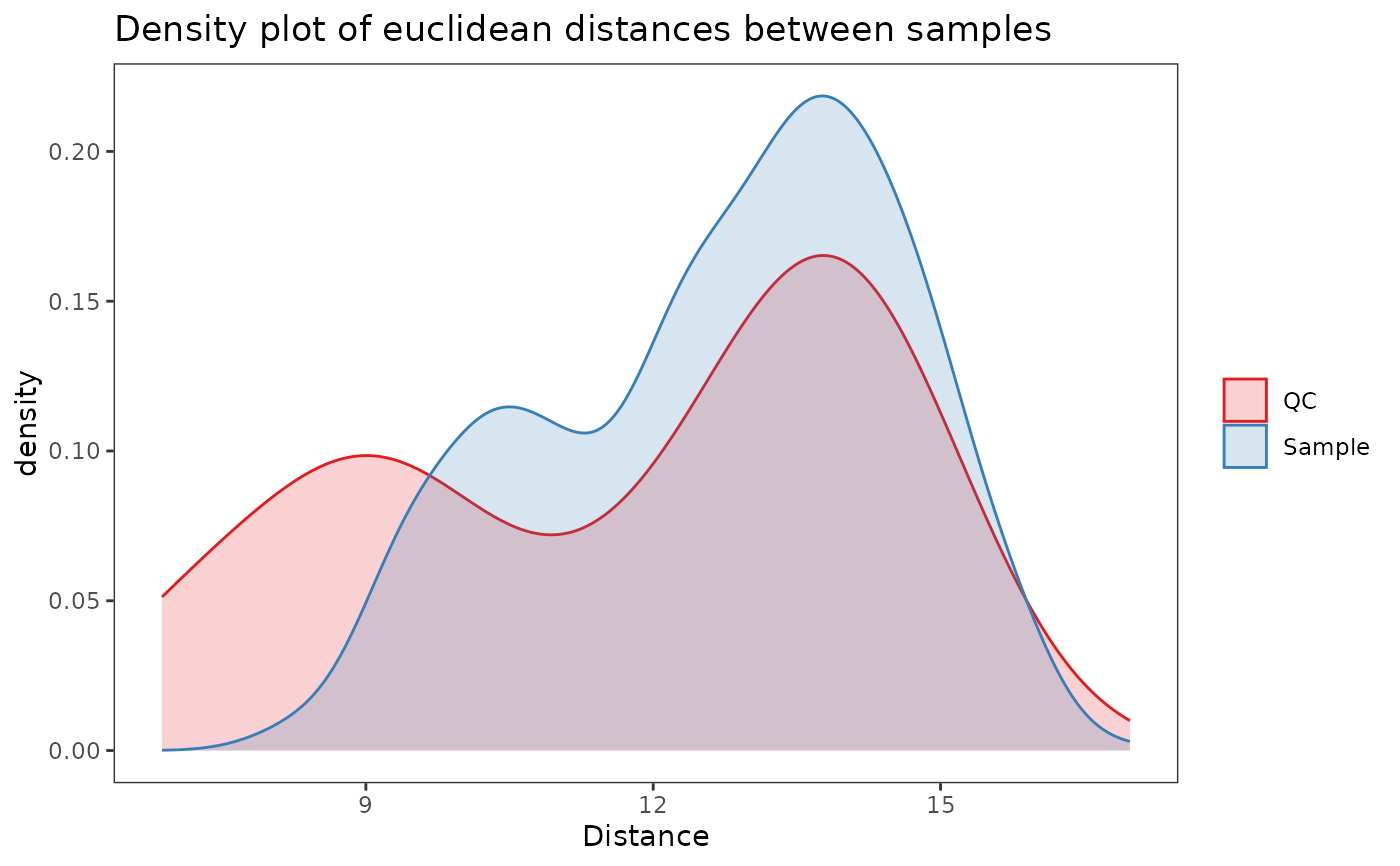 Density plot of euclidean distances between samples
0.20
0.15
0.10
0.05
0.00
density
9 12 15
Distance
QC
Sample